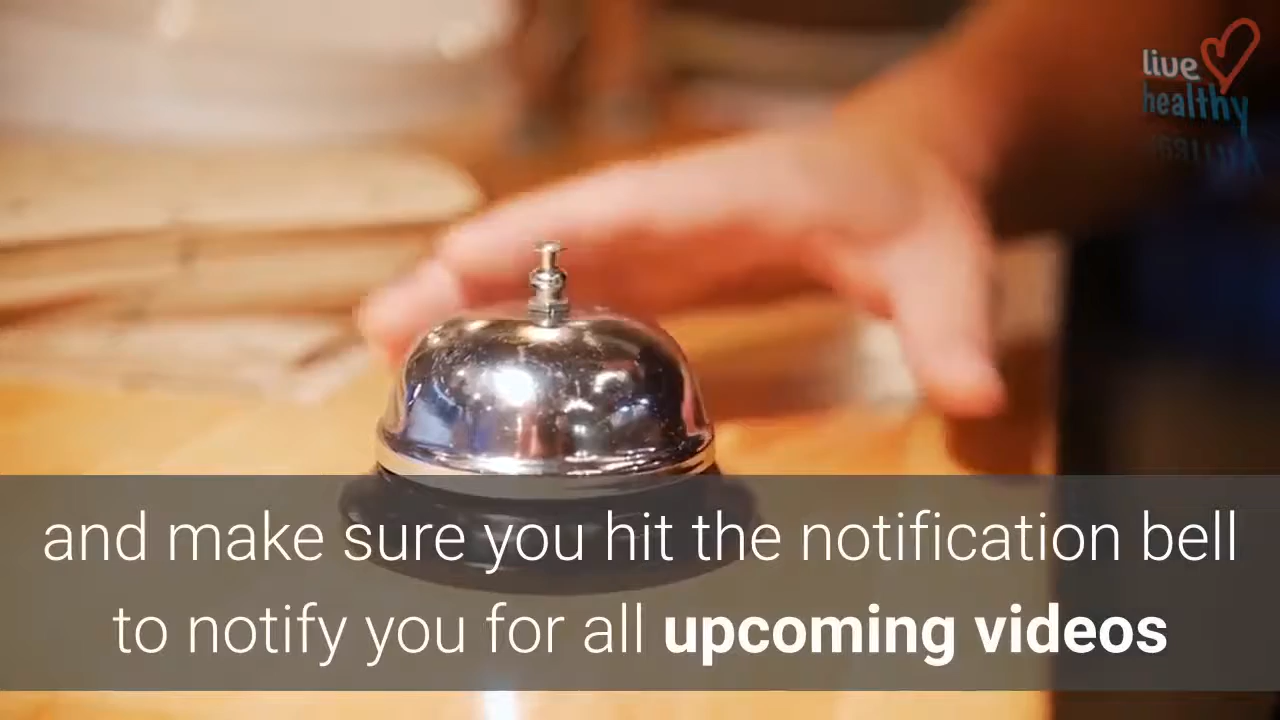 live
healthy
and make sure you hit the notification bell
to notify you for all upcoming videos